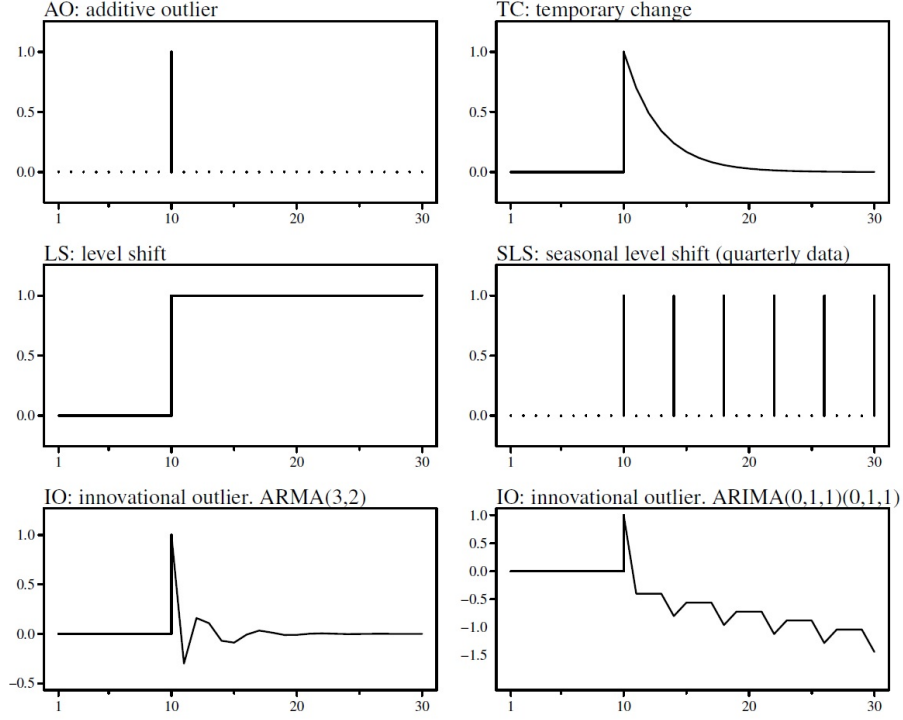 AO: additive outlier
1.0
0.5
0.0
1 10 20 30
TC: temporary change
1.0
0.5
0.0
1 10 20 30
LS: level shift
1.0
0.5
0.0
1 10 20 30
SLS: seasonal level shift (quarterly data)
1.0
0.5
0.0
1 10 20 30
IO: innovational outlier. ARMA(3,2)
1.0
0.5
0.0
−0.5
1 10 20 30
IO: innovational outlier. ARIMA(0,1,1)(0,1,1)
1.0
0.5
0.0
−0.5
−1.0
−1.5
1 10 20 30